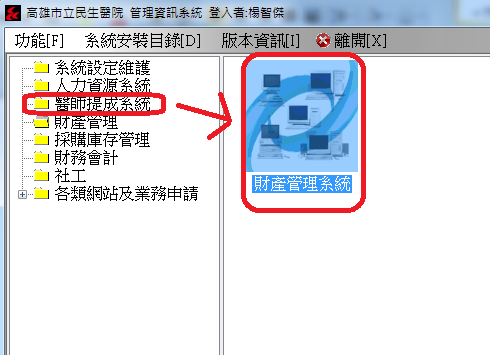 高雄市立民生醫院 管理資訊系統 登入者:楊智傑
功能[F] 系統安裝目錄[D] 版本資訊[I] 離開[X]
系統設定維護
人力資源系統
醫師提成系統
財產管理
採購庫存管理
財務會計
社工
各類網站及業務申請
財產管理系統